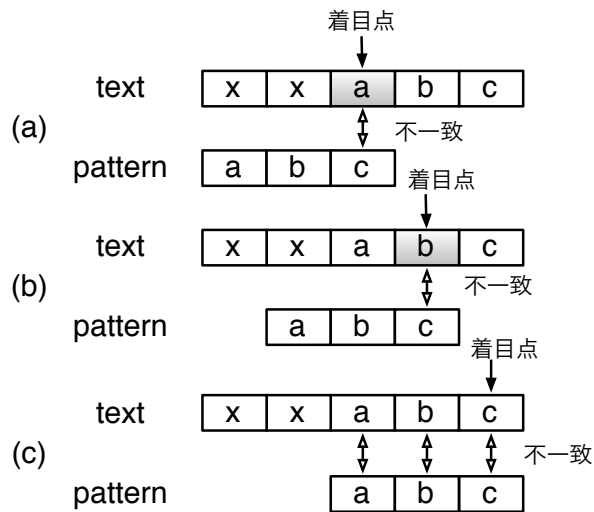 着目点
text x x a b c
(a) 不一致
pattern a b c
着目点
text x x a b c
(b) 不一致
pattern a b c
着目点
text x x a b c
(c) 不一致
pattern a b c